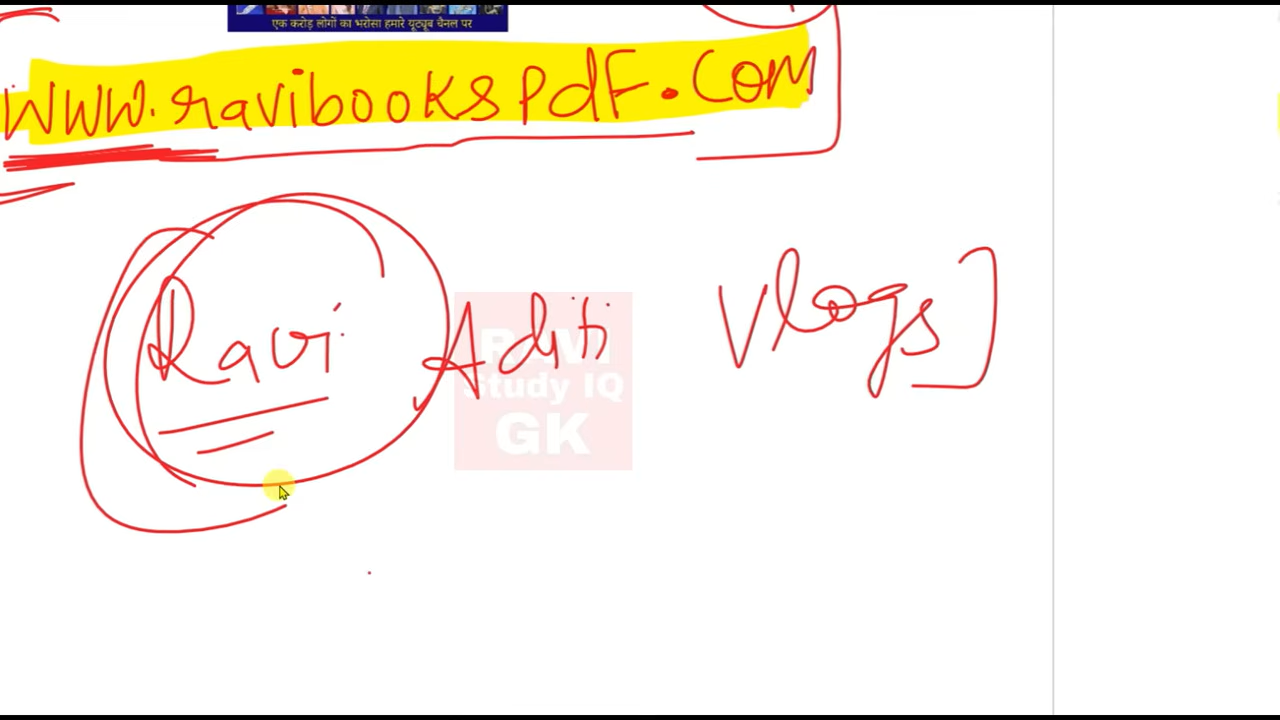 एक करोड़ लोगों का भरोसा हमारे यूट्यूब चैनल पर
www.ravibooksPdF.com
Ravi Aditi Vlogs
RAVI
Study IQ
GK